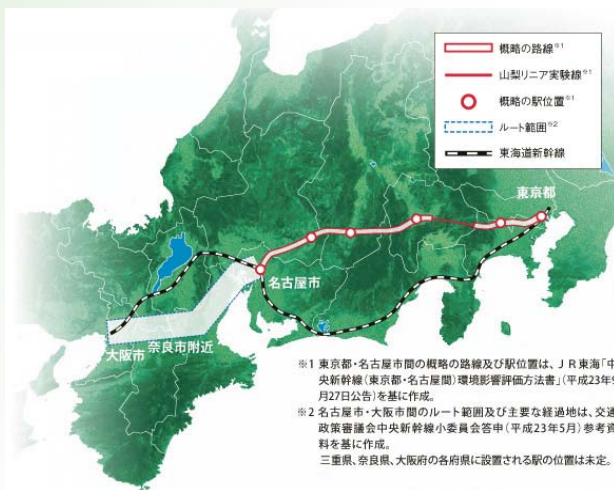 概略の路線※1
山梨リニア実験線※1
概略の駅位置※1
ルート範囲※2
東海道新幹線
東京都
名古屋市
奈良市附近
大阪市
※1 東京都・名古屋市間の概略の路線及び駅位置は、JR東海「中
央新幹線(東京都・名古屋間)環境影響評価方法書」(平成23年9
月27日公告)を基に作成。
※2 名古屋市・大阪市間のルート範囲及び主要な経過地は、交通
政策審議会中央新幹線小委員会答申(平成23年5月)参考資
料を基に作成。
三重県、奈良県、大阪府の各府県に設置される駅の位置は未定。